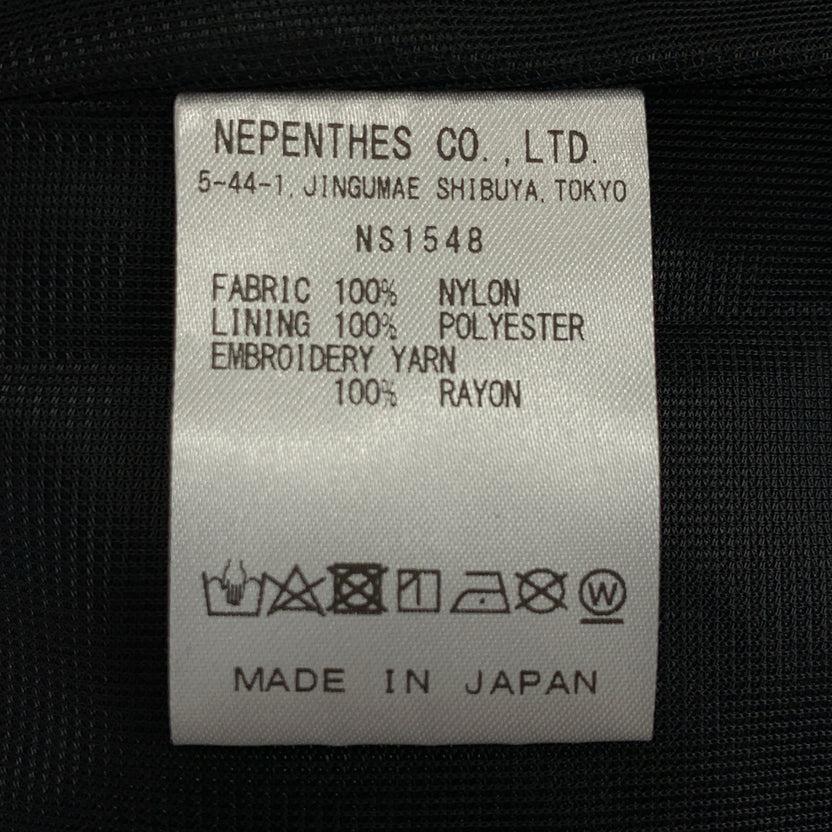 NEPENTHES CO.,LTD.
5-44-1, JINGUMAE SHIBUYA, TOKYO
NS1548
FABRIC 100% NYLON
LINING 100% POLYESTER
EMBROIDERY YARN
100% RAYON
W
MADE IN JAPAN